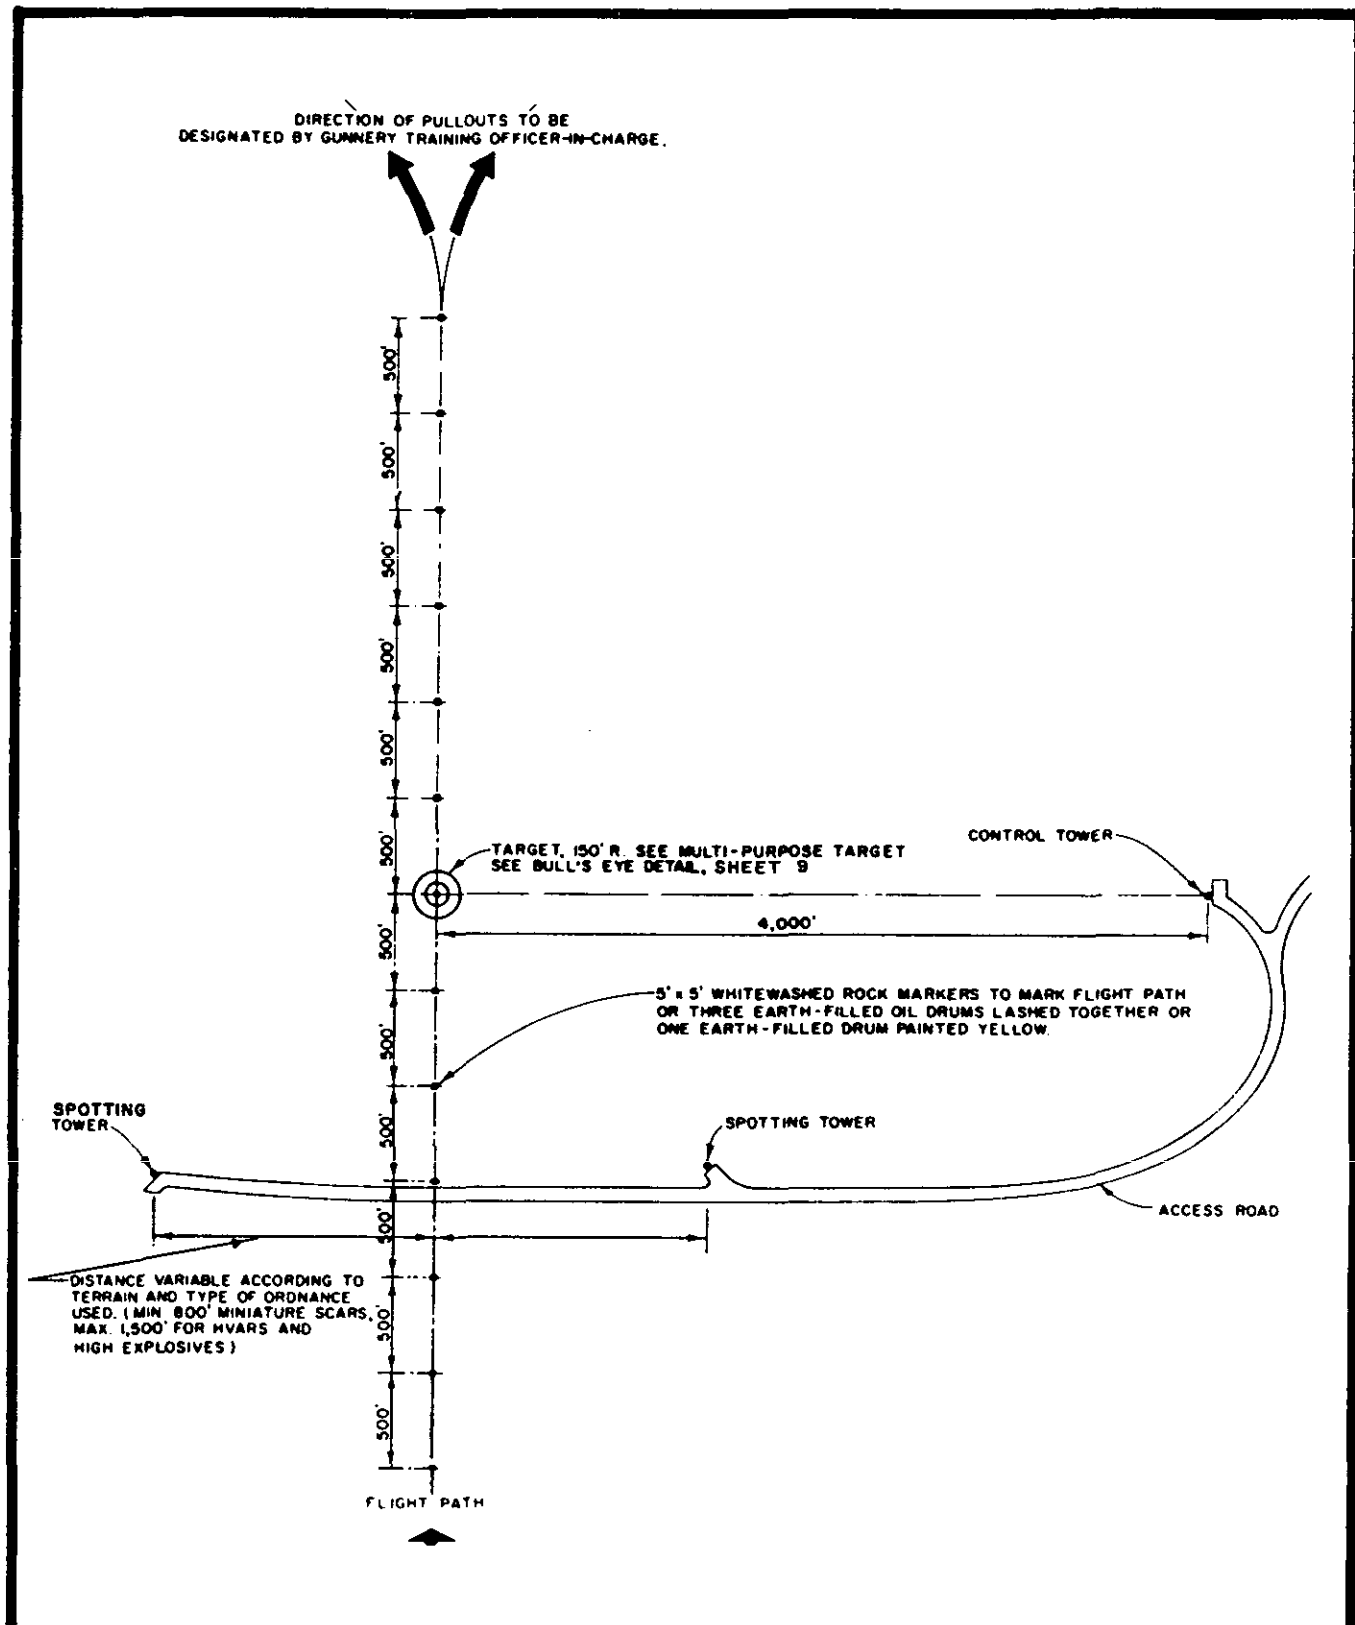 DIRECTION OF PULLOUTS TO BE
DESIGNATED BY GUNNERY TRAINING OFFICER-IN-CHARGE.
500'
500'
500'
500'
500'
500'
TARGET, 150' R. SEE MULTI-PURPOSE TARGET
SEE BULL'S EYE DETAIL, SHEET 9
CONTROL TOWER
4,000'
500'
5' x 5' WHITEWASHED ROCK MARKERS TO MARK FLIGHT PATH
OR THREE EARTH-FILLED OIL DRUMS LASHED TOGETHER OR
ONE EARTH-FILLED DRUM PAINTED YELLOW.
500'
SPOTTING
TOWER
500'
SPOTTING TOWER
ACCESS ROAD
500'
DISTANCE VARIABLE ACCORDING TO
TERRAIN AND TYPE OF ORDNANCE
USED. (MIN 800' MINIATURE SCARS,
MAX. 1,500' FOR HVARS AND
HIGH EXPLOSIVES)
500'
500'
FLIGHT PATH